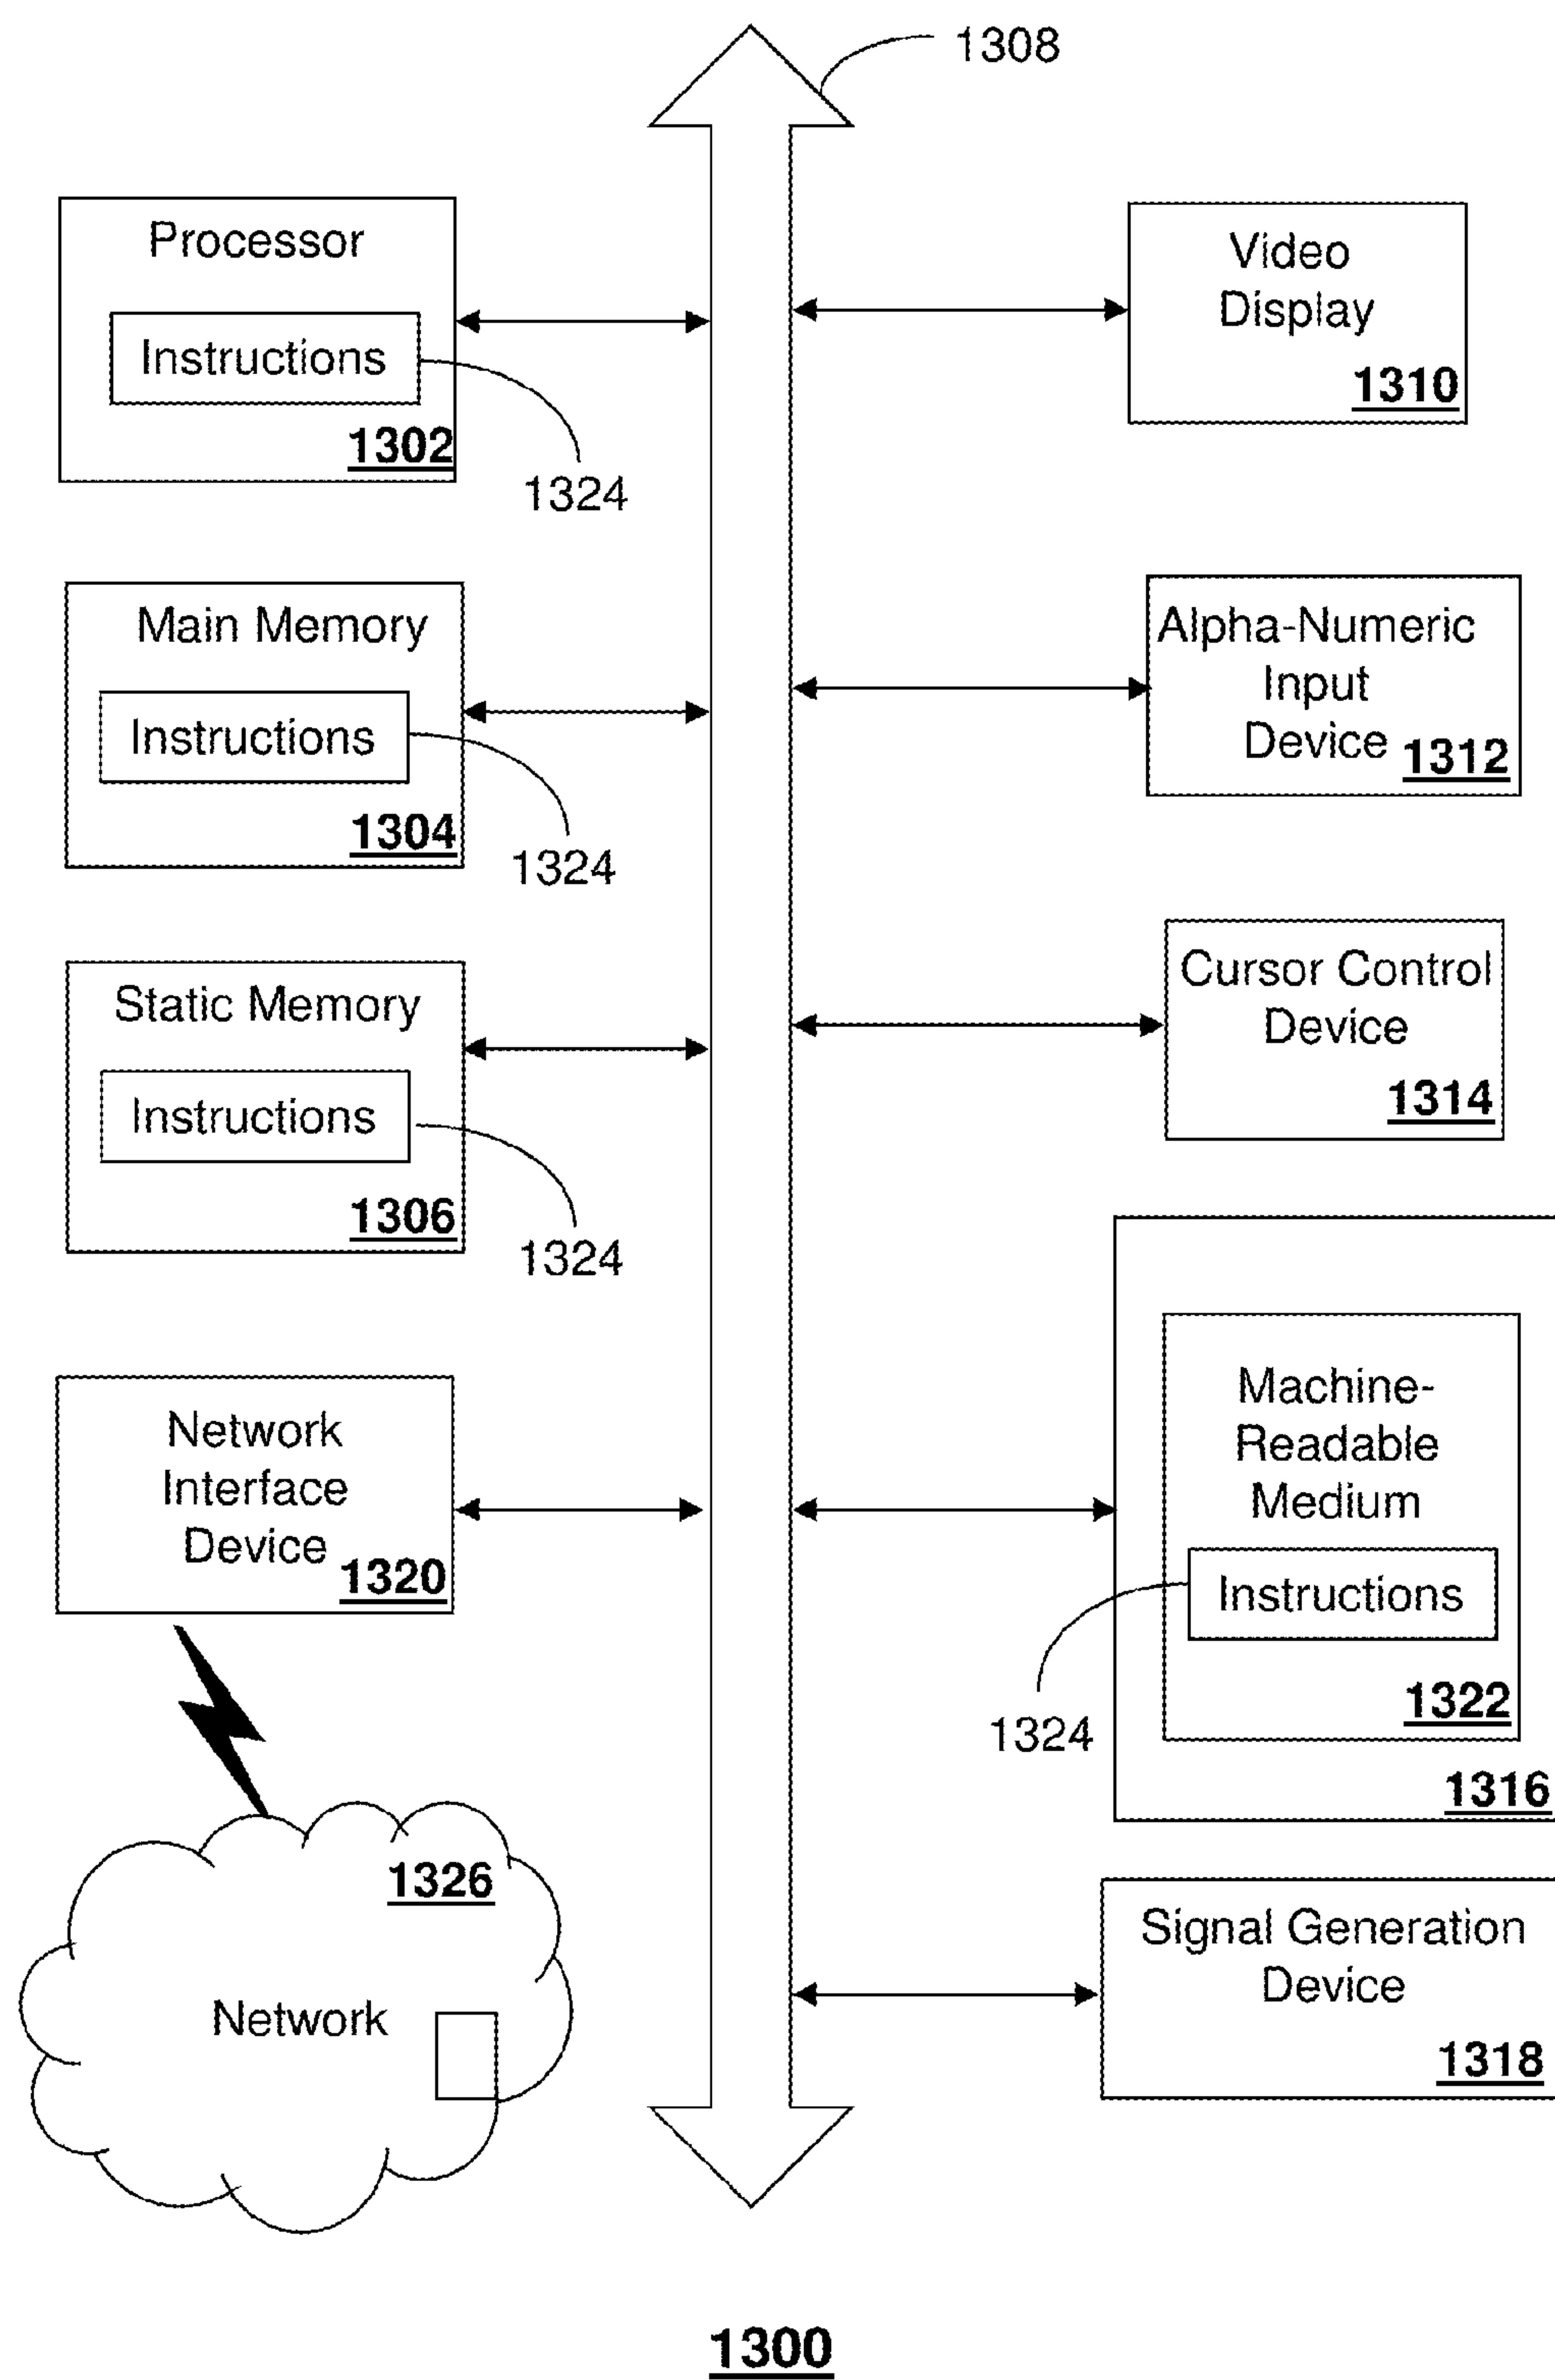 1308
Processor
Instructions
1302
1324
Main Memory
Instructions
1304
1324
Static Memory
Instructions
1306
1324
Network
Interface
Device
1320
1326
Network
Video
Display
1310
Alpha-Numeric
Input
Device
1312
Cursor Control
Device
1314
Machine-
Readable
Medium
Instructions
1324
1322
1316
Signal Generation
Device
1318
1300